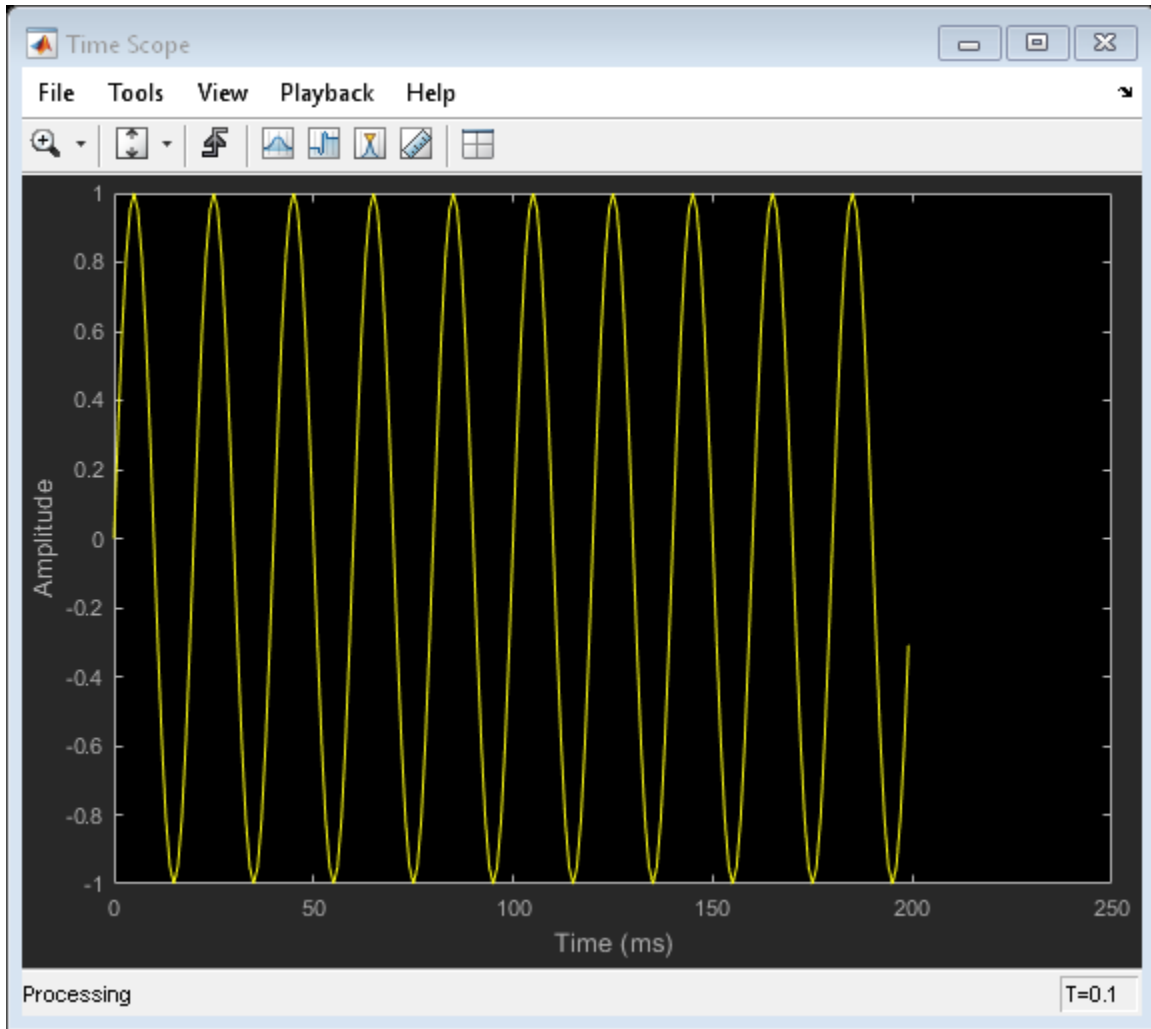 Time Scope
File Tools View Playback Help
1
0.8
0.6
0.4
0.2
0
-0.2
-0.4
-0.6
-0.8
-1
Amplitude
0 50 100 150 200 250
Time (ms)
Processing T=0.1